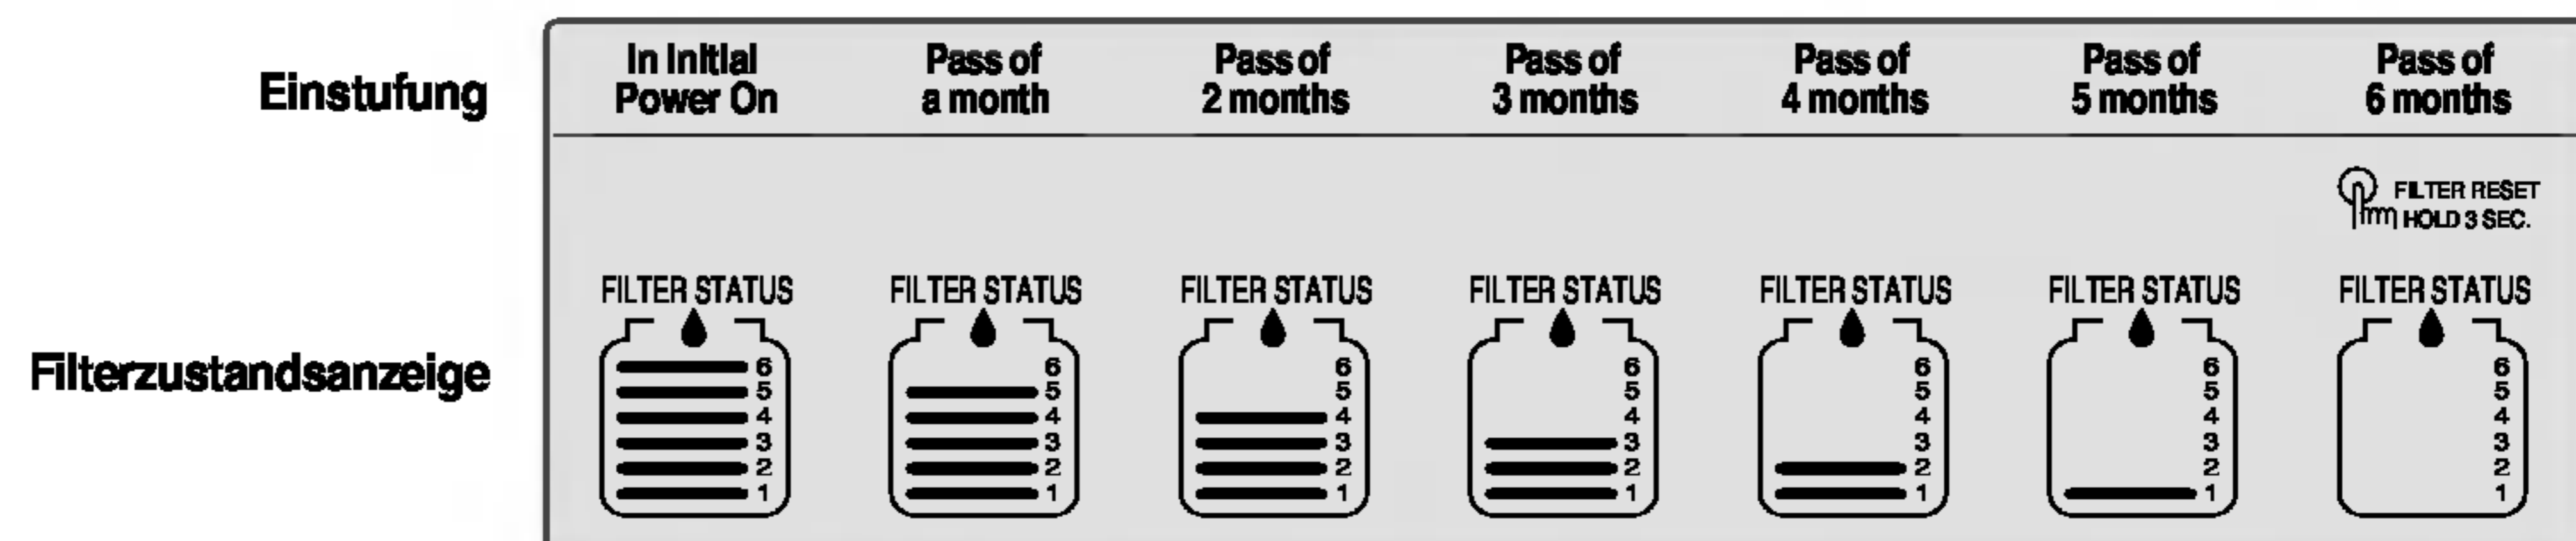 Einstufung
In Initial Power On
Pass of a month
Pass of 2 months
Pass of 3 months
Pass of 4 months
Pass of 5 months
Pass of 6 months
FILTER RESET
HOLD 3 SEC.
Filterzustandsanzeige
FILTER STATUS
6
5
4
3
2
1
FILTER STATUS
6
5
4
3
2
1
FILTER STATUS
6
5
4
3
2
1
FILTER STATUS
6
5
4
3
2
1
FILTER STATUS
6
5
4
3
2
1
FILTER STATUS
6
5
4
3
2
1
FILTER STATUS
6
5
4
3
2
1